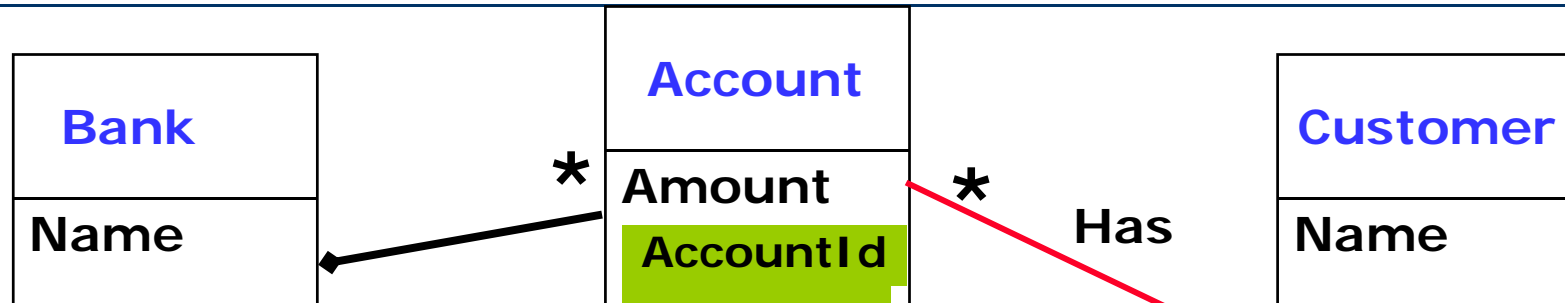 Bank
Name
*
Account
Amount
AccountId
*
Has
Customer
Name